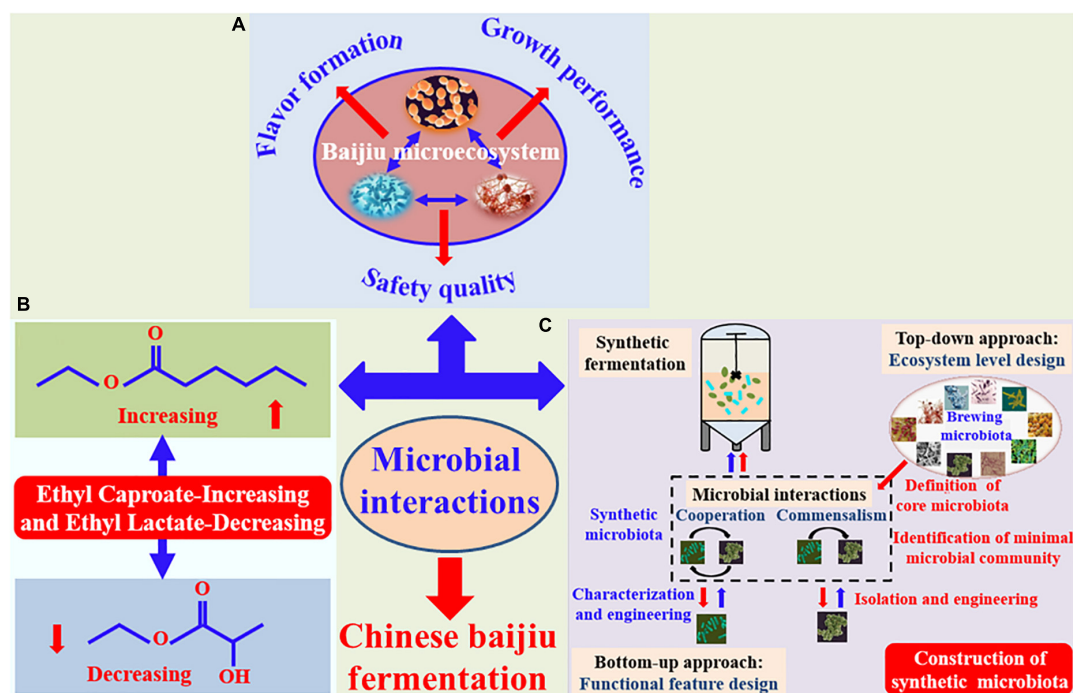 A
Flavor formation
Growth performance
Baijiu microecosystem
Safety quality
B
O
O
Increasing
Ethyl Caproate-Increasing
and Ethyl Lactate-Decreasing
O
O
OH
Decreasing
Microbial
interactions
Chinese baijiu
fermentation
C
Synthetic
fermentation
Top-down approach:
Ecosystem level design
Brewing
microbiota
Definition of
core microbiota
Identification of minimal
microbial community
Synthetic
microbiota
Microbial interactions
Cooperation
Commensalism
Characterization
and engineering
Isolation and engineering
Bottom-up approach:
Functional feature design
Construction of
synthetic microbiota